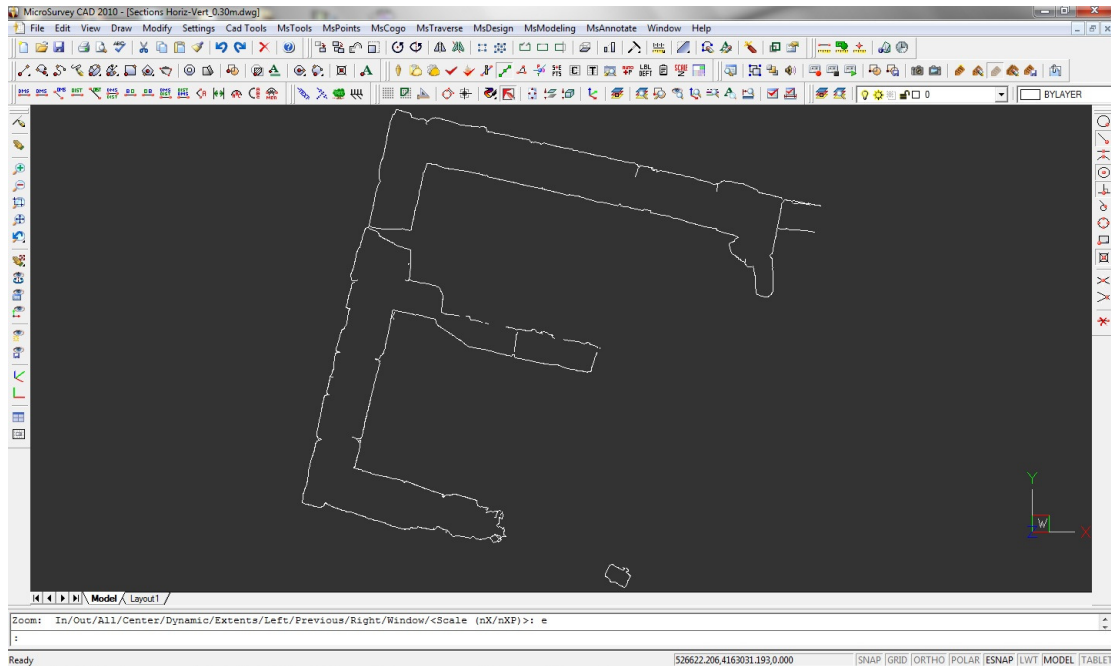 MicroSurvey CAD 2010 - [Sections Horiz-Vert_0.30m.dwg]
File Edit View Draw Modify Settings Cad Tools MsTools MsPoints MsCogo MsTraverse MsDesign MsModeling MsAnnotate Window Help
0 BYLAYER
Y
W
X
Model Layout1
Zoom: In/Out/All/Center/Dynamic/Extents/Left/Previous/Right/Window/<Scale (nX/nXP)>: e
:
Ready 526622.206,4163031.193,0.000 SNAP GRID ORTHO POLAR ESNAP LWT MODEL TABLET